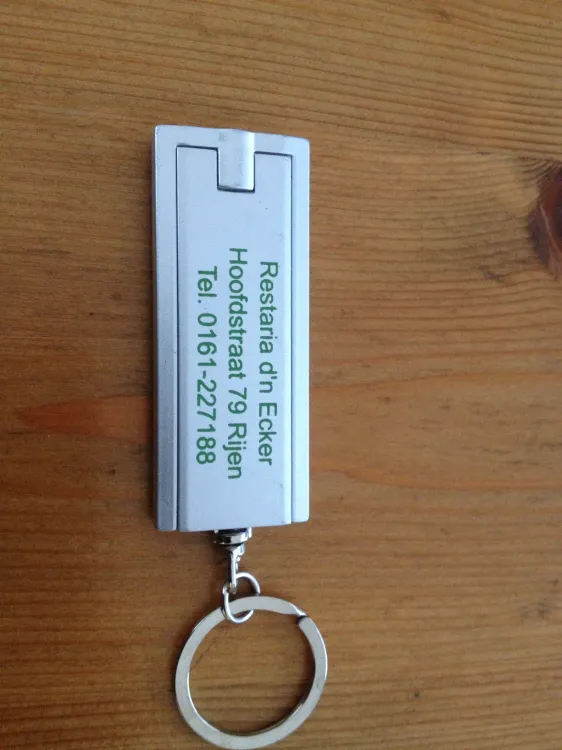 Restaria d'n Ecker
Hoofdstraat 79 Rijen
Tel. 0161-227188